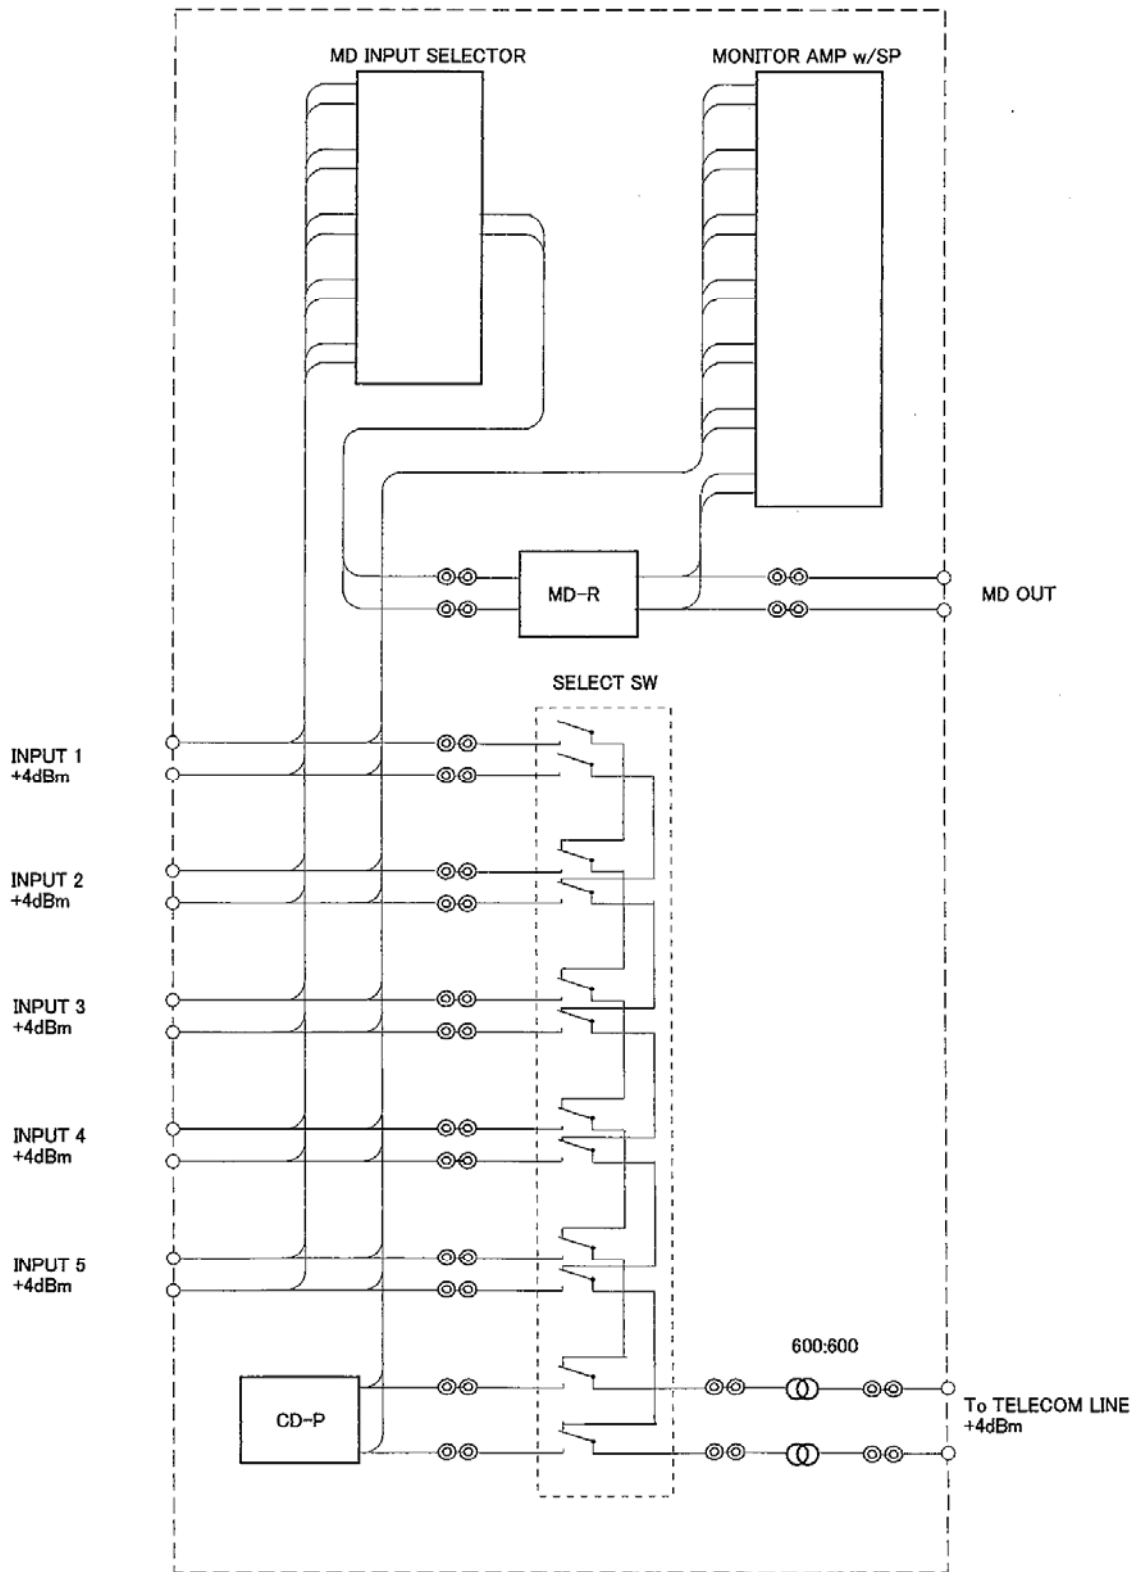 MD INPUT SELECTOR
MONITOR AMP w/SP
MD-R
MD OUT
SELECT SW
INPUT 1
+4dBm
INPUT 2
+4dBm
INPUT 3
+4dBm
INPUT 4
+4dBm
INPUT 5
+4dBm
600:600
CD-P
To TELECOM LINE
+4dBm